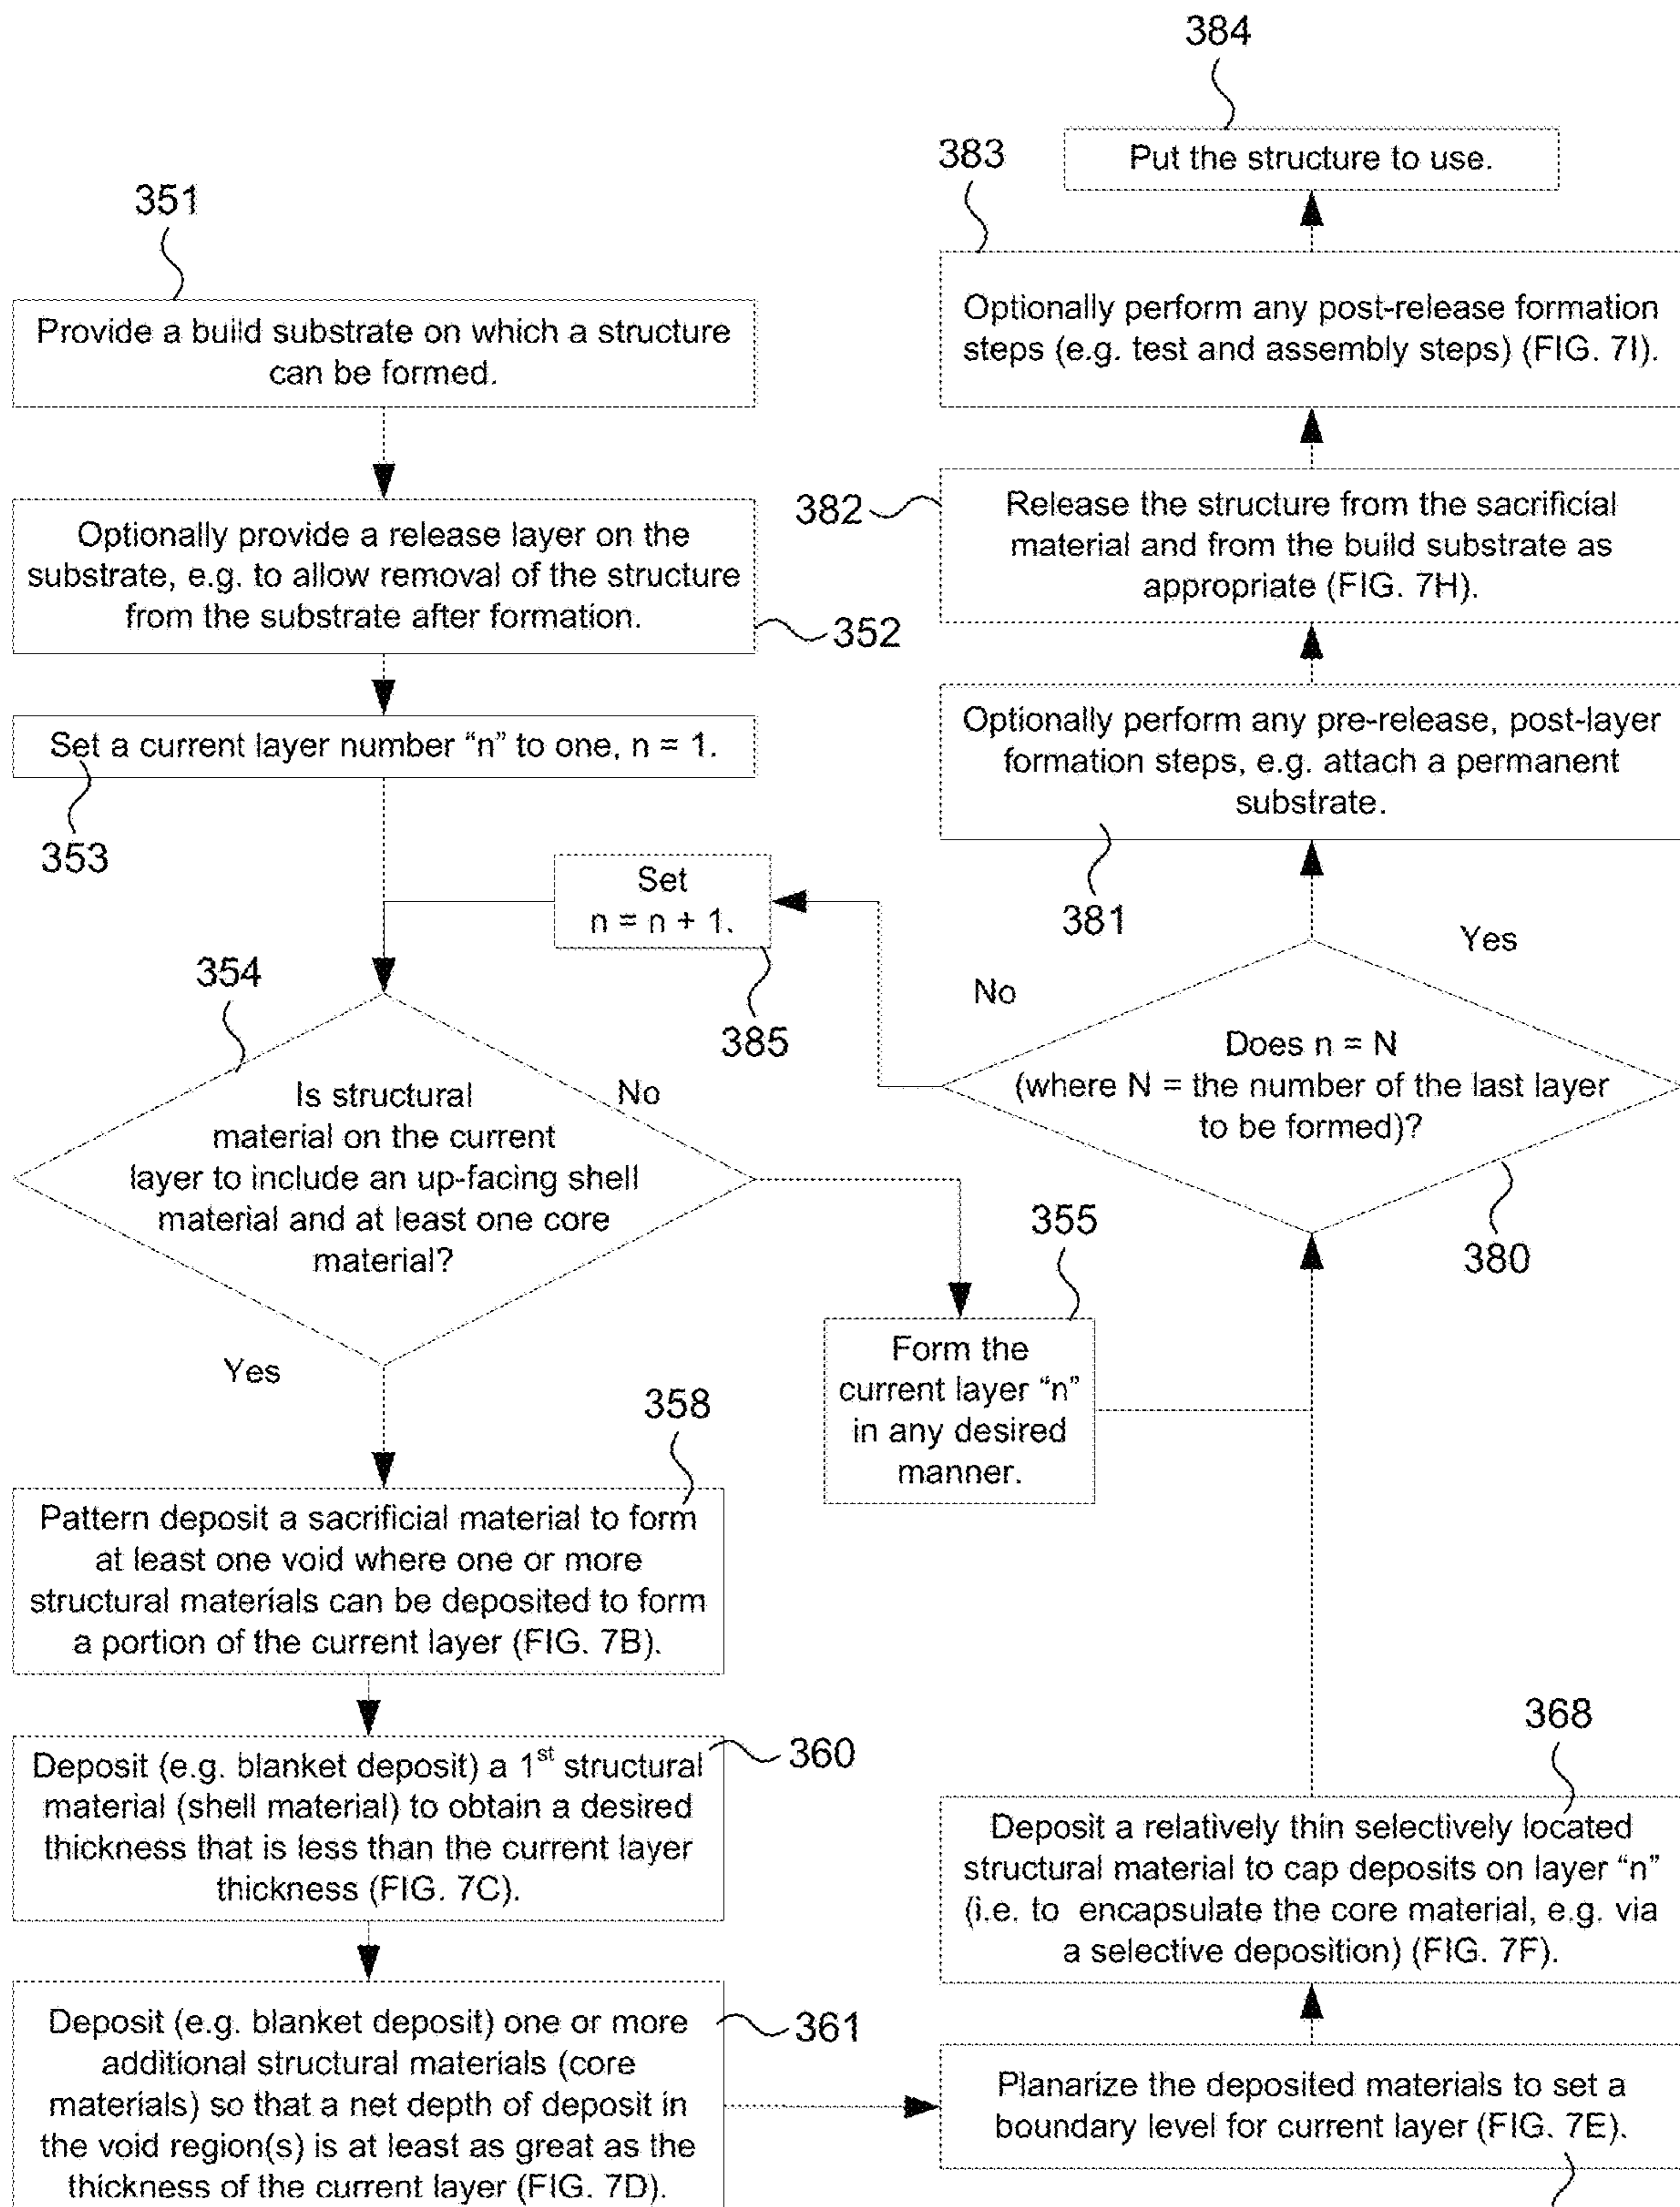 351
Provide a build substrate on which a structure
can be formed.
Optionally provide a release layer on the
substrate, e.g. to allow removal of the structure
from the substrate after formation.
352
Set a current layer number “n” to one, n = 1.
353
Set
n = n + 1.
385
354
Is structural
material on the current
layer to include an up-facing shell
material and at least one core
material?
No
Yes
355
Form the
current layer “n”
in any desired
manner.
358
Pattern deposit a sacrificial material to form
at least one void where one or more
structural materials can be deposited to form
a portion of the current layer (FIG. 7B).
Deposit (e.g. blanket deposit) a 1st structural
material (shell material) to obtain a desired
thickness that is less than the current layer
thickness (FIG. 7C).
360
Deposit (e.g. blanket deposit) one or more
additional structural materials (core
materials) so that a net depth of deposit in
the void region(s) is at least as great as the
thickness of the current layer (FIG. 7D).
361
Planarize the deposited materials to set a
boundary level for current layer (FIG. 7E).
368
Deposit a relatively thin selectively located
structural material to cap deposits on layer “n”
(i.e. to encapsulate the core material, e.g. via
a selective deposition) (FIG. 7F).
Does n = N
(where N = the number of the last layer
to be formed)?
380
No
Yes
Optionally perform any pre-release, post-layer
formation steps, e.g. attach a permanent
substrate.
381
382
Release the structure from the sacrificial
material and from the build substrate as
appropriate (FIG. 7H).
383
Optionally perform any post-release formation
steps (e.g. test and assembly steps) (FIG. 7I).
384
Put the structure to use.